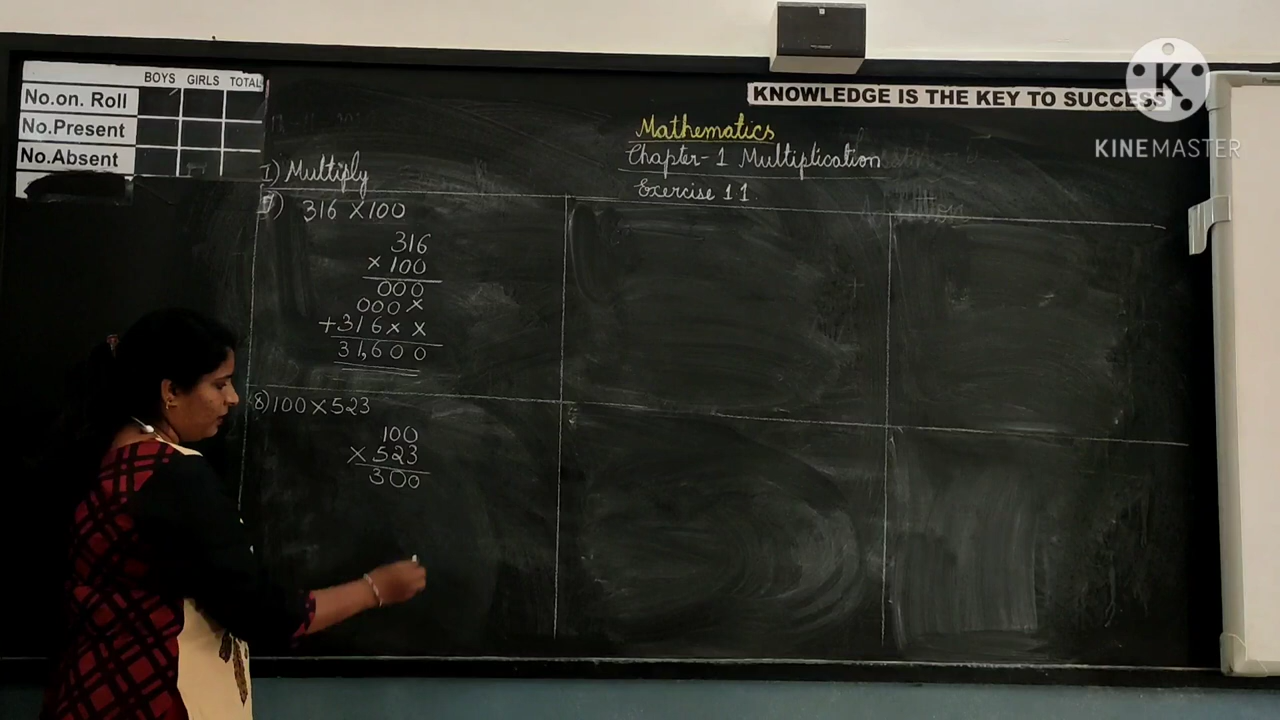 BOYS GIRLS TOTAL
No.on. Roll
No.Present
No.Absent
KNOWLEDGE IS THE KEY TO SUCCESS
K
KINEMASTER
Mathematics
Chapter-1 Multiplication
Exercise 1.1.
I) Multiply
7) 316 X 100
316
× 100
000
000 ×
+316× ×
31,600
8) 100 X 523
100
× 523
300